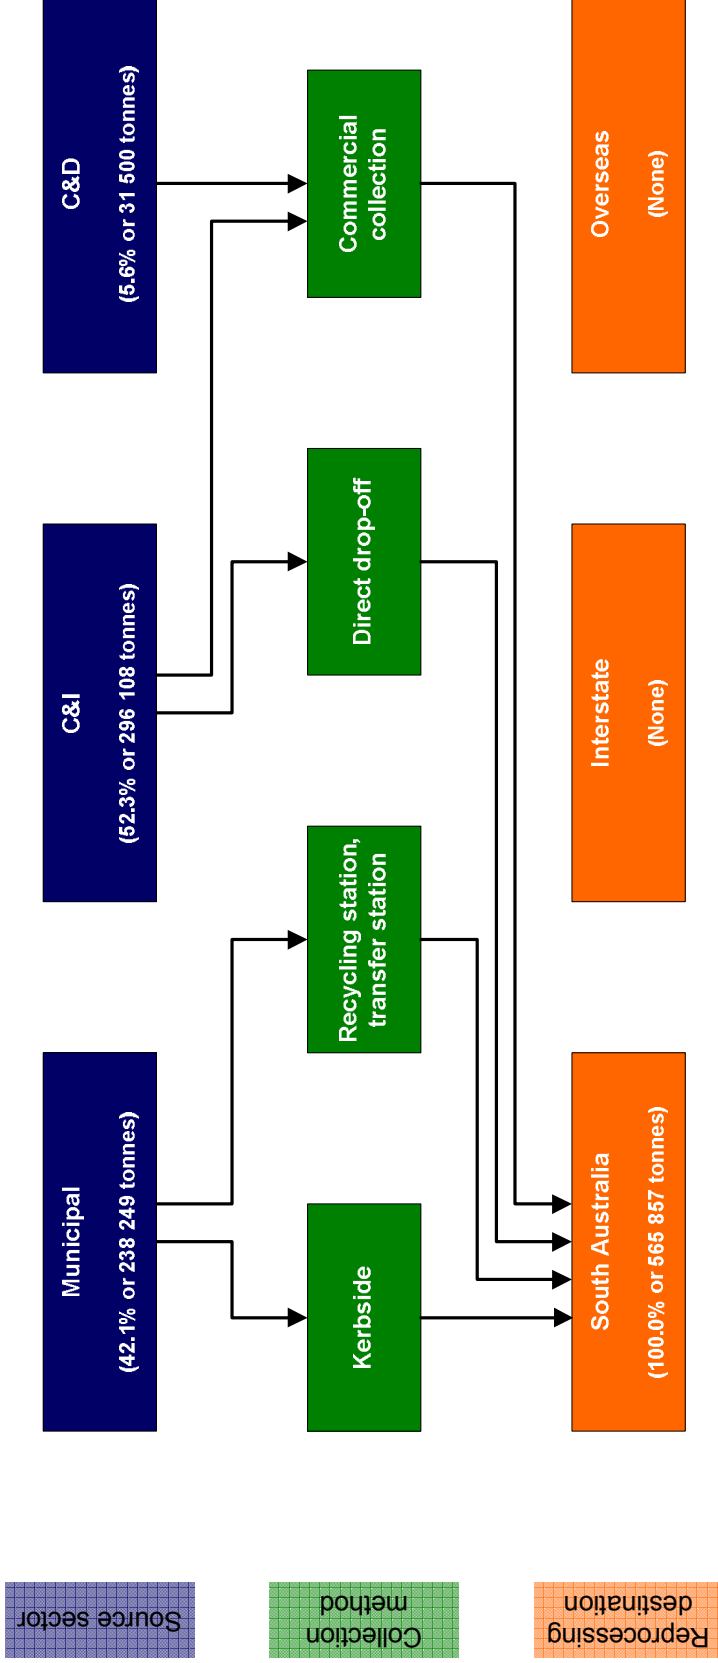 Source sector
Municipal
(42.1% or 238 249 tonnes)
C&I
(52.3% or 296 108 tonnes)
C&D
(5.6% or 31 500 tonnes)
Collection
method
Kerbside
Recycling station,
transfer station
Direct drop-off
Commercial
collection
Reprocessing
destination
South Australia
(100.0% or 565 857 tonnes)
Interstate
(None)
Overseas
(None)